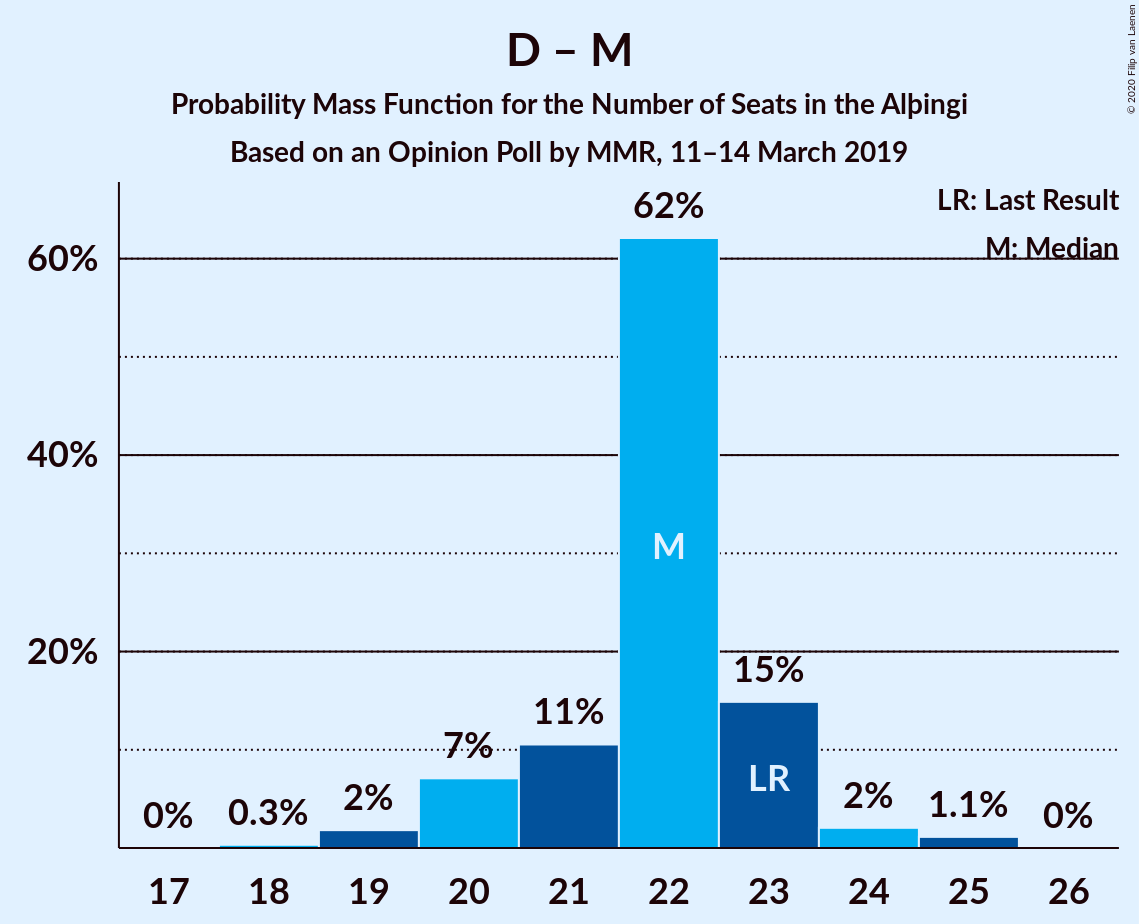 D – M
Probability Mass Function for the Number of Seats in the Alþingi
Based on an Opinion Poll by MMR, 11–14 March 2019
© 2020 Filip van Laenen
LR: Last Result
M: Median
60%
40%
20%
0%
0.3%
2%
7%
11%
62%
15%
2%
1.1%
0%
M
LR
17 18 19 20 21 22 23 24 25 26